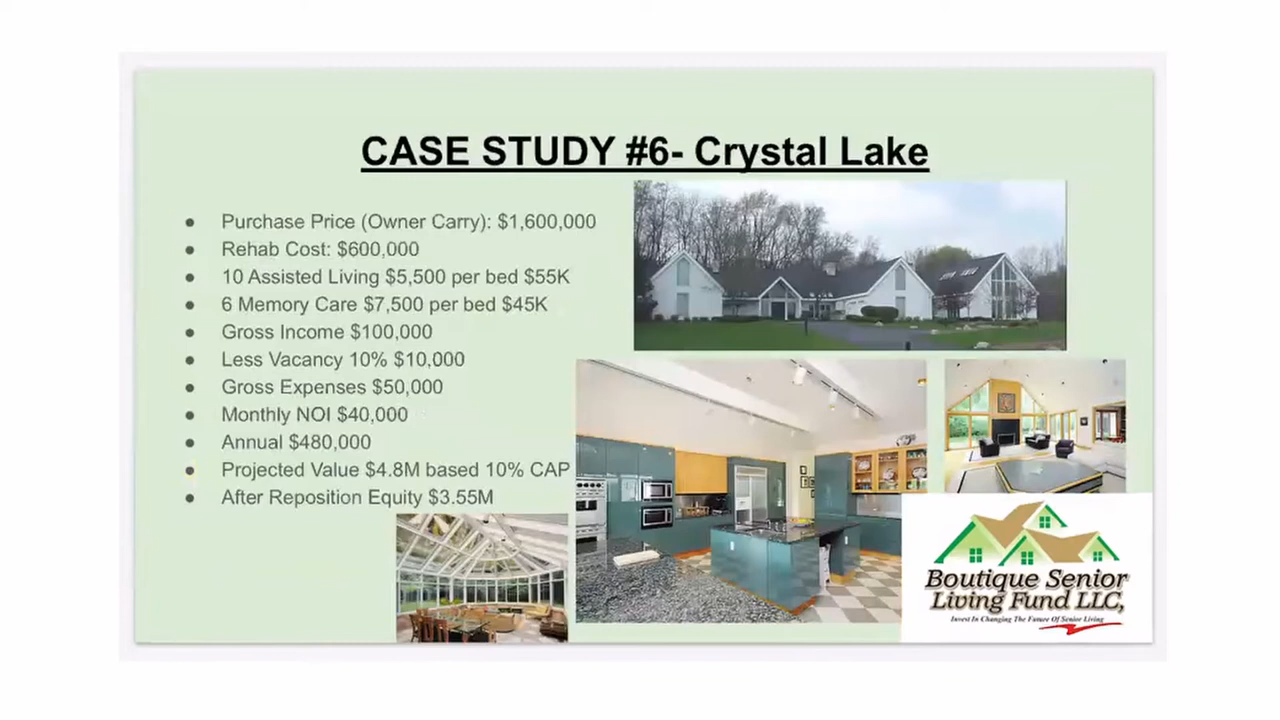 CASE STUDY #6- Crystal Lake
● Purchase Price (Owner Carry): $1,600,000
● Rehab Cost: $600,000
● 10 Assisted Living $5,500 per bed $55K
● 6 Memory Care $7,500 per bed $45K
● Gross Income $100,000
● Less Vacancy 10% $10,000
● Gross Expenses $50,000
● Monthly NOI $40,000
● Annual $480,000
● Projected Value $4.8M based 10% CAP
● After Reposition Equity $3.55M
Boutique Senior
Living Fund LLC,
Invest In Changing The Future Of Senior Living